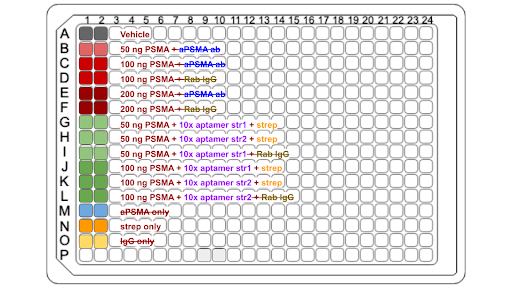 1 2 3 4 5 6 7 8 9 10 11 12 13 14 15 16 17 18 19 20 21 22 23 24
A Vehicle
B 50 ng PSMA + aPSMA ab
C 100 ng PSMA + aPSMA ab
D 100 ng PSMA + Rab IgG
E 200 ng PSMA + aPSMA ab
F 200 ng PSMA + Rab IgG
G 50 ng PSMA + 10x aptamer str1 + strep
H 50 ng PSMA + 10x aptamer str2 + strep
I 50 ng PSMA + 10x aptamer str1 + Rab IgG
J 100 ng PSMA + 10x aptamer str1 + strep
K 100 ng PSMA + 10x aptamer str2 + strep
L 100 ng PSMA + 10x aptamer str2 + Rab IgG
M aPSMA only
N strep only
O IgG only
P